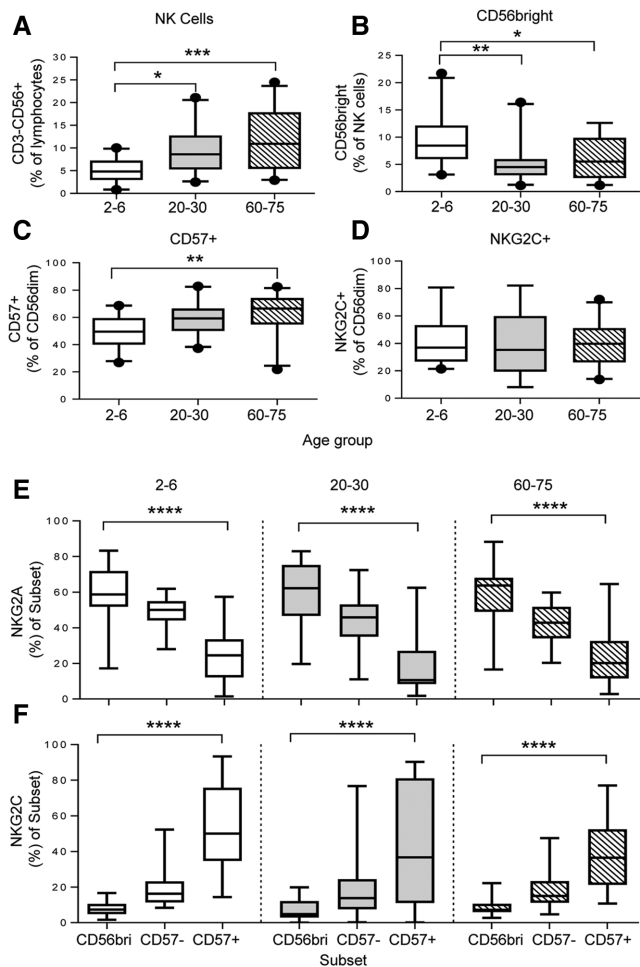 A
NK Cells
CD3-CD56+
(% of lymphocytes)
30
25
20
15
10
5
0
***
*
2-6 20-30 60-75
B
CD56bright
CD56bright
(% of NK cells)
25
20
15
10
5
0
*
**
2-6 20-30 60-75
C
CD57+
CD57+
(% of CD56dim)
100
80
60
40
20
0
**
2-6 20-30 60-75
D
NKG2C+
NKG2C+
(% of CD56dim)
100
80
60
40
20
0
2-6 20-30 60-75
Age group
E
2-6 20-30 60-75
NKG2A
(%) of Subset)
100
80
60
40
20
0
**** **** ****
F
NKG2C
(%) of Subset)
100
80
60
40
20
0
**** **** ****
CD56bri CD57- CD57+ CD56bri CD57- CD57+ CD56bri CD57- CD57+
Subset